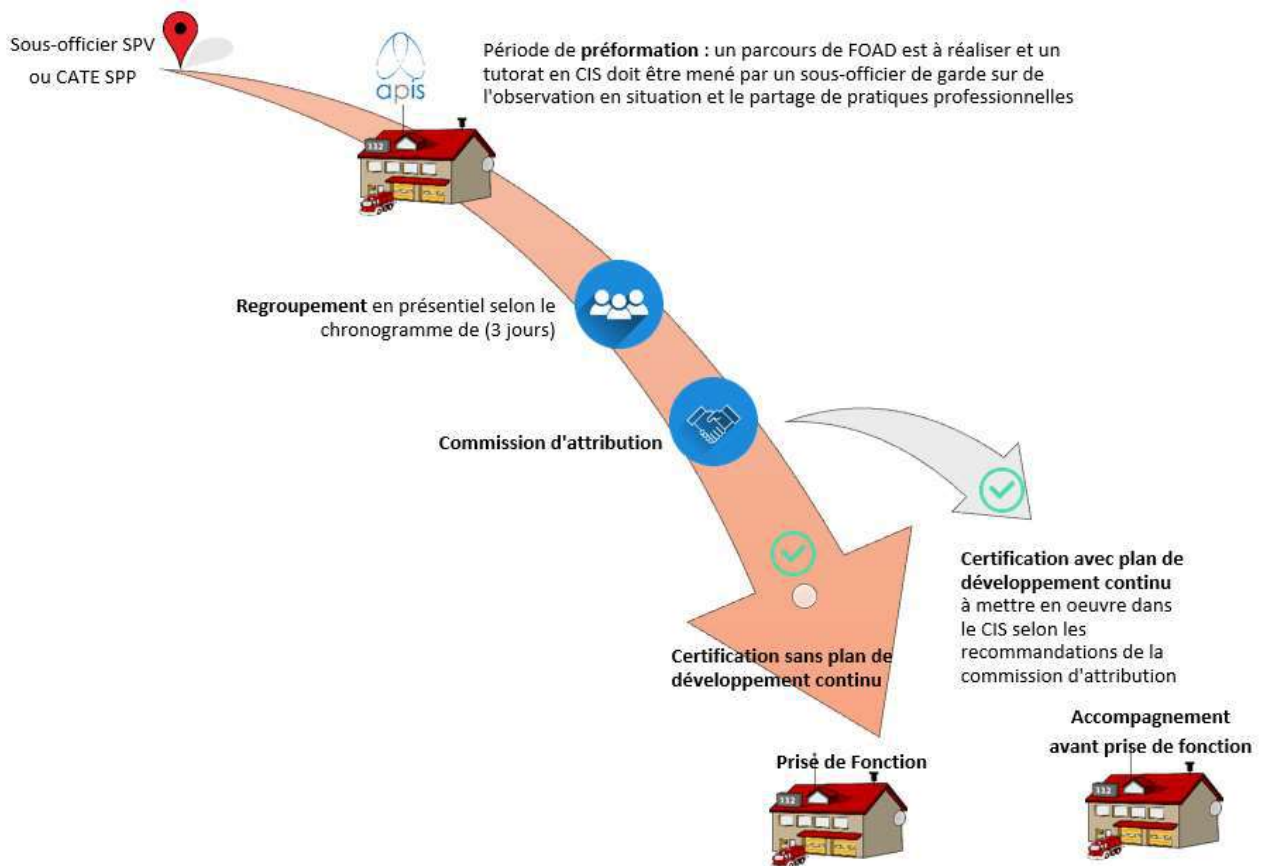 Sous-officier SPV
ou CATE SPP
apis
Période de préformation : un parcours de FOAD est à réaliser et un
tutorat en CIS doit être mené par un sous-officier de garde sur de
l'observation en situation et le partage de pratiques professionnelles
112
Regroupement en présentiel selon le
chronogramme de (3 jours)
Commission d'attribution
Certification avec plan de
développement continu
à mettre en oeuvre dans
le CIS selon les
recommandations de la
commission d'attribution
Certification sans plan de
développement continu
Accompagnement
avant prise de fonction
Prise de Fonction
112
112